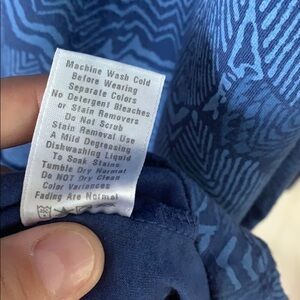 Machine Wash Cold
Before Wearing
Separate Colors
No Detergent Bleaches
or Stain Removers
Do Not Scrub
Stain Removal Use
A Mild Degreasing
Dishwashing Liquid
To Soak Stains
Tumble Dry Normal
Do NOT Dry Clean
Color Variances
Fading Are Normal